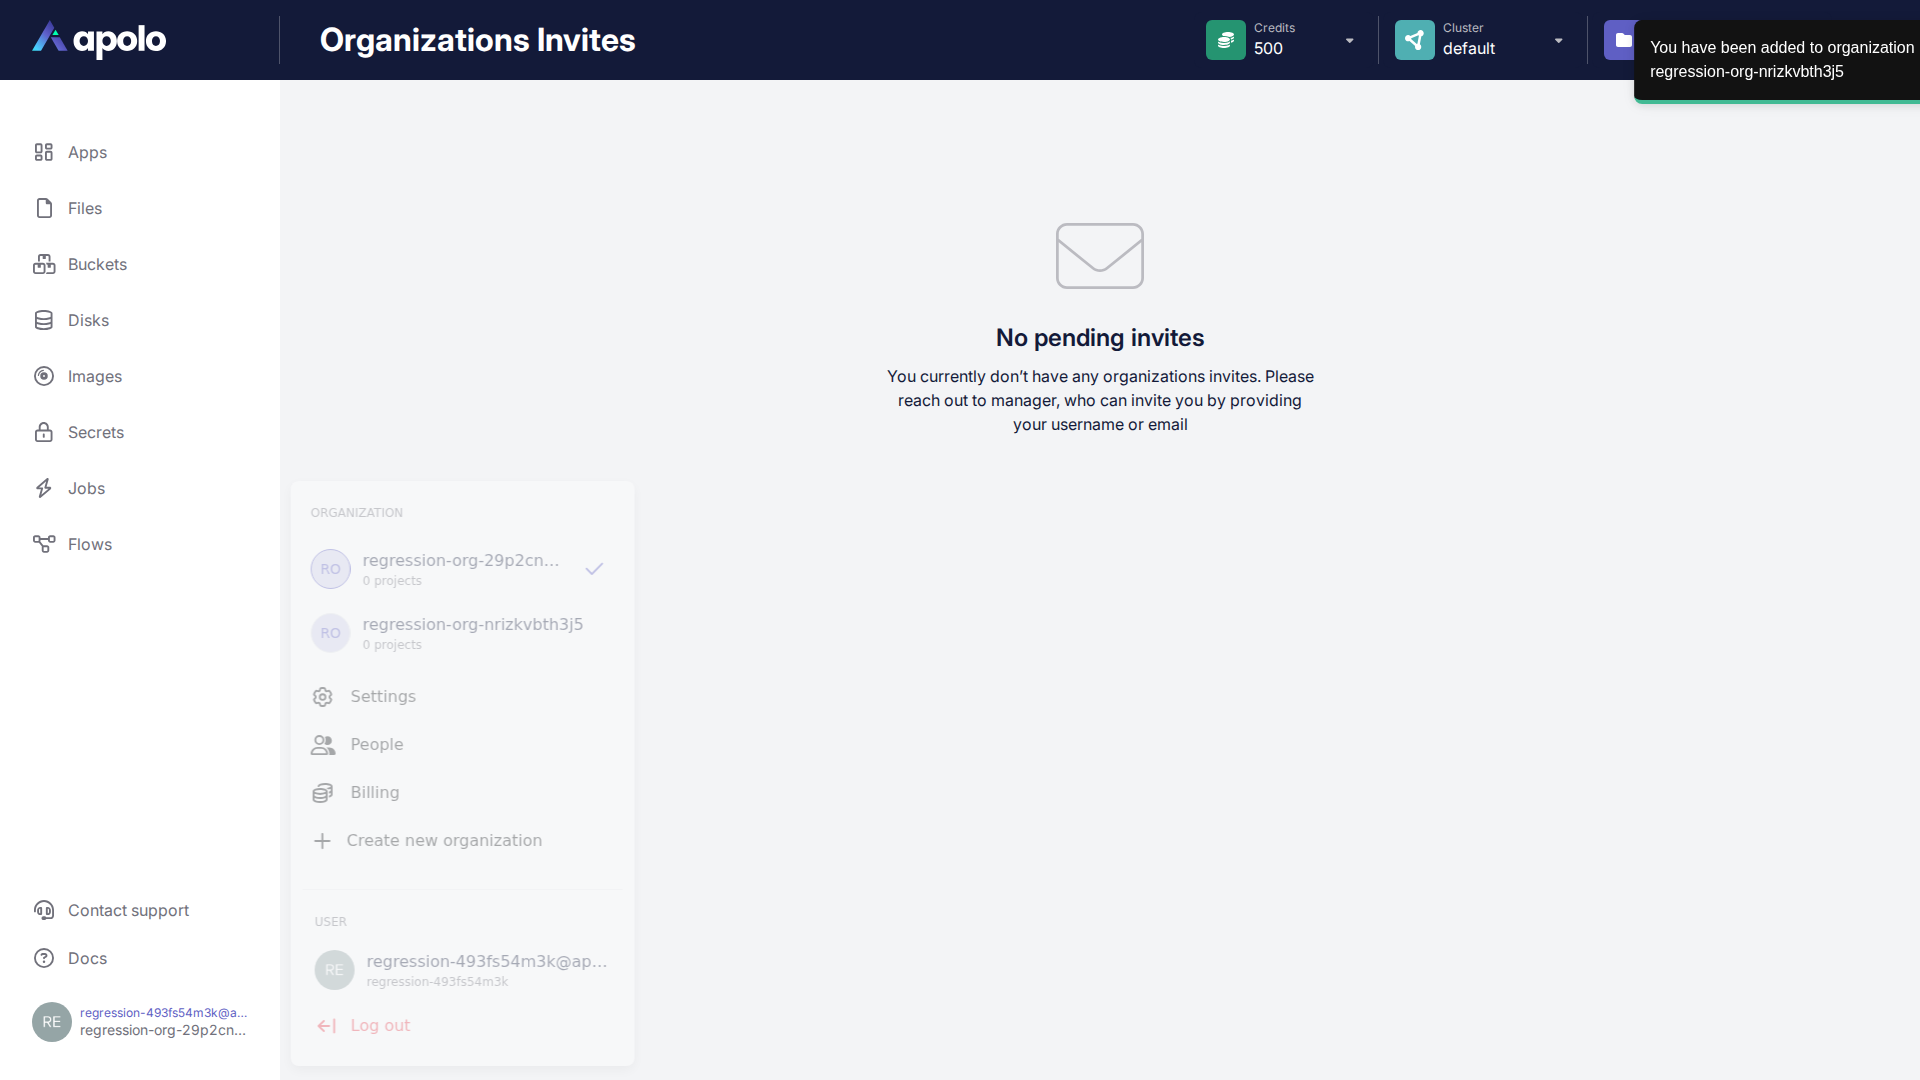 apolo
Organizations Invites
Credits
500
Cluster
default
You have been added to organization
regression-org-nrizkvbth3j5
Apps
Files
Buckets
Disks
Images
Secrets
Jobs
Flows
No pending invites
You currently don’t have any organizations invites. Please
reach out to manager, who can invite you by providing
your username or email
ORGANIZATION
RO
regression-org-29p2cn...
0 projects
RO
regression-org-nrizkvbth3j5
0 projects
Settings
People
Billing
Create new organization
USER
RE
regression-493fs54m3k@ap...
regression-493fs54m3k
Log out
Contact support
Docs
RE
regression-493fs54m3k@a...
regression-org-29p2cn...